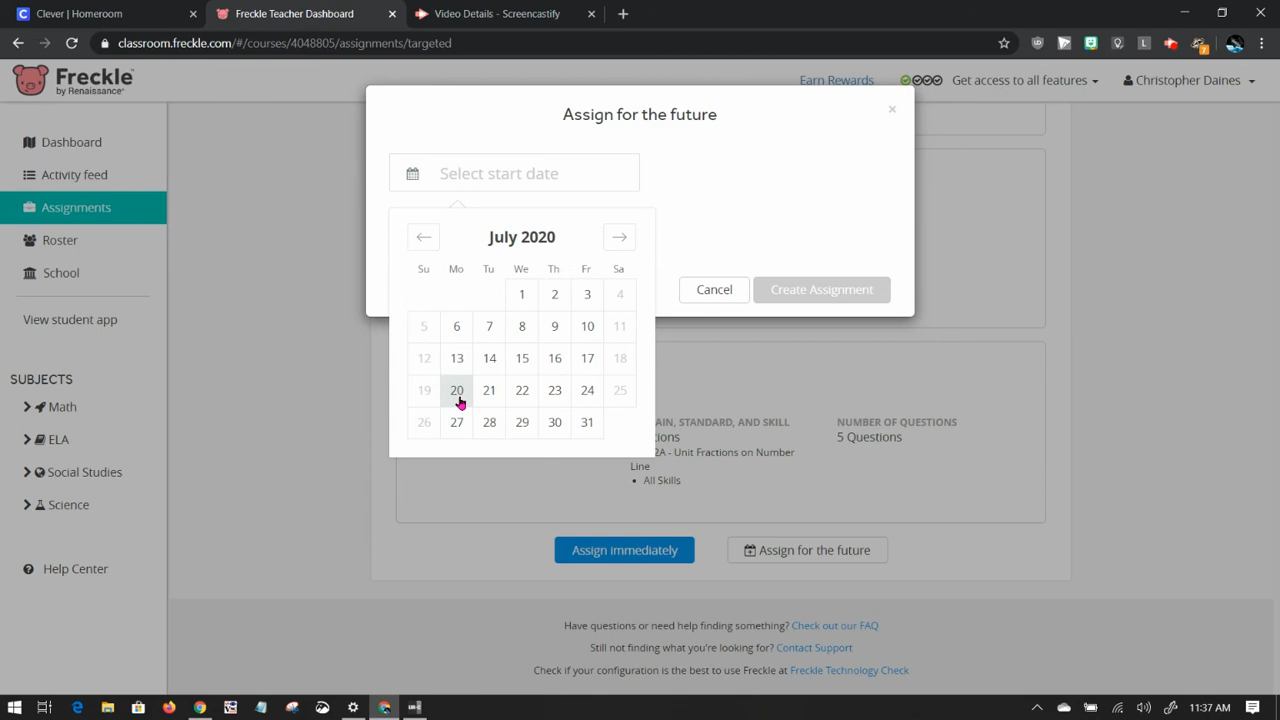 Clever | Homeroom
Freckle Teacher Dashboard
Video Details - Screencastify
classroom.freckle.com/#/courses/4048805/assignments/targeted
Freckle
by Renaissance
Earn Rewards
Get access to all features
Christopher Daines
Dashboard
Activity feed
Assignments
Roster
School
View student app
SUBJECTS
Math
ELA
Social Studies
Science
Help Center
Assign for the future
×
Select start date
July 2020
Su Mo Tu We Th Fr Sa
1 2 3 4
5 6 7 8 9 10 11
12 13 14 15 16 17 18
19 20 21 22 23 24 25
26 27 28 29 30 31
Cancel
Create Assignment
AIN, STANDARD, AND SKILL
NUMBER OF QUESTIONS
tions
5 Questions
2A - Unit Fractions on Number
Line
• All Skills
Assign immediately
Assign for the future
Have questions or need help finding something? Check out our FAQ
Still not finding what you're looking for? Contact Support
Check if your configuration is the best to use Freckle Freckle Technology Check
11:37 AM